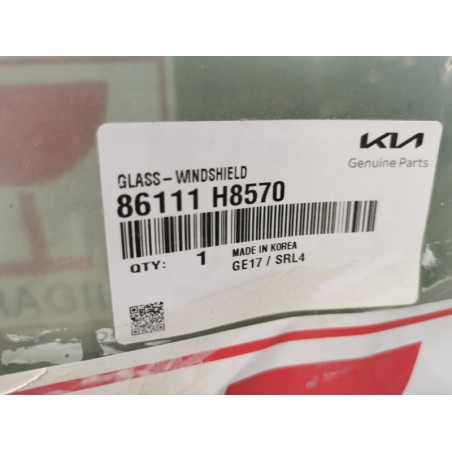 KIA
Genuine Parts
GLASS-WINDSHIELD
86111 H8570
QTY: 1 MADE IN KOREA
GE17 / SRL4